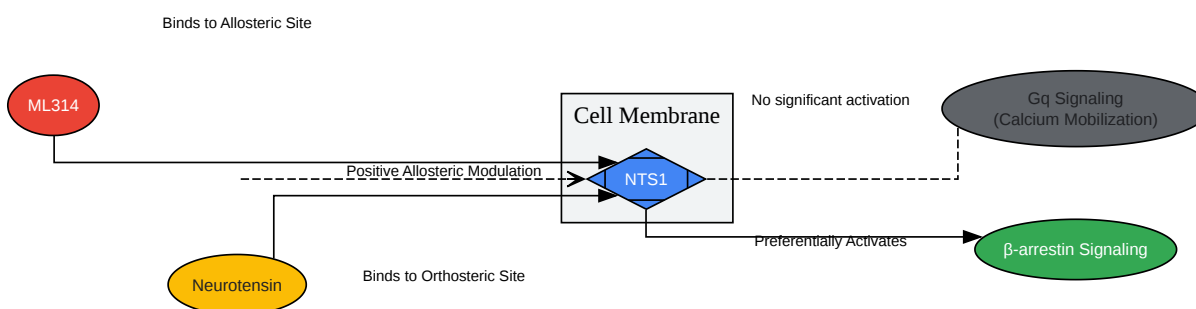 Binds to Allosteric Site
ML314
No significant activation
Gq Signaling
(Calcium Mobilization)
Cell Membrane
Positive Allosteric Modulation
NTS1
Preferentially Activates
β-arrestin Signaling
Binds to Orthosteric Site
Neurotensin